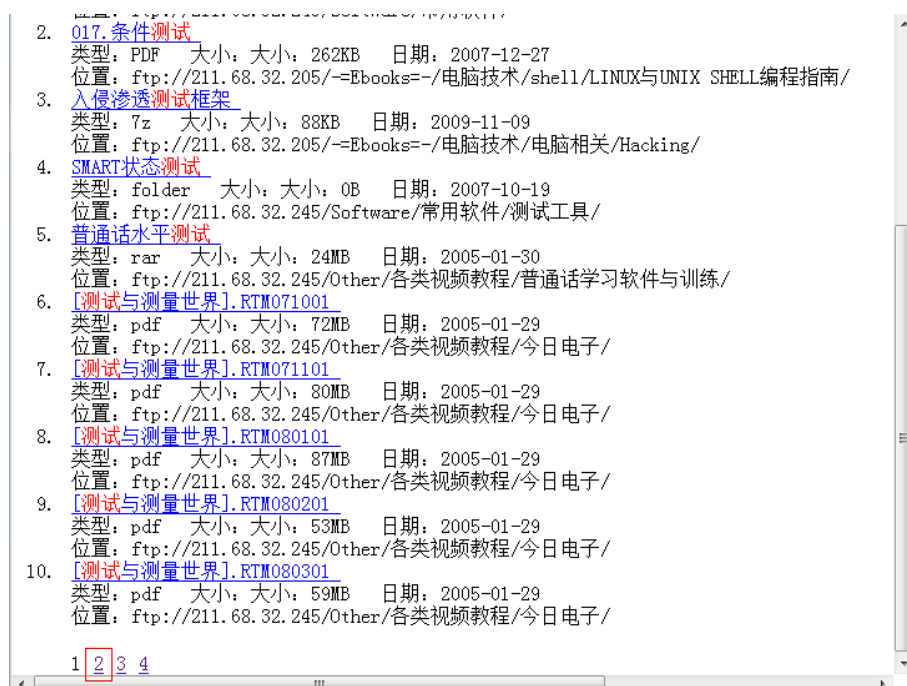 2. 017.条件测试
类型：PDF 大小：大小：262KB 日期：2007-12-27
位置：ftp://211.68.32.205/-=Ebooks=-/电脑技术/shell/LINUX与UNIX SHELL编程指南/
3. 入侵渗透测试框架
类型：7z 大小：大小：88KB 日期：2009-11-09
位置：ftp://211.68.32.205/-=Ebooks=-/电脑技术/电脑相关/Hacking/
4. SMART状态测试
类型：folder 大小：大小：0B 日期：2007-10-19
位置：ftp://211.68.32.245/Software/常用软件/测试工具/
5. 普通话水平测试
类型：rar 大小：大小：24MB 日期：2005-01-30
位置：ftp://211.68.32.245/Other/各类视频教程/普通话学习软件与训练/
6. [测试与测量世界].RTM071001
类型：pdf 大小：大小：72MB 日期：2005-01-29
位置：ftp://211.68.32.245/Other/各类视频教程/今日电子/
7. [测试与测量世界].RTM071101
类型：pdf 大小：大小：80MB 日期：2005-01-29
位置：ftp://211.68.32.245/Other/各类视频教程/今日电子/
8. [测试与测量世界].RTM080101
类型：pdf 大小：大小：87MB 日期：2005-01-29
位置：ftp://211.68.32.245/Other/各类视频教程/今日电子/
9. [测试与测量世界].RTM080201
类型：pdf 大小：大小：53MB 日期：2005-01-29
位置：ftp://211.68.32.245/Other/各类视频教程/今日电子/
10. [测试与测量世界].RTM080301
类型：pdf 大小：大小：59MB 日期：2005-01-29
位置：ftp://211.68.32.245/Other/各类视频教程/今日电子/
1 2 3 4